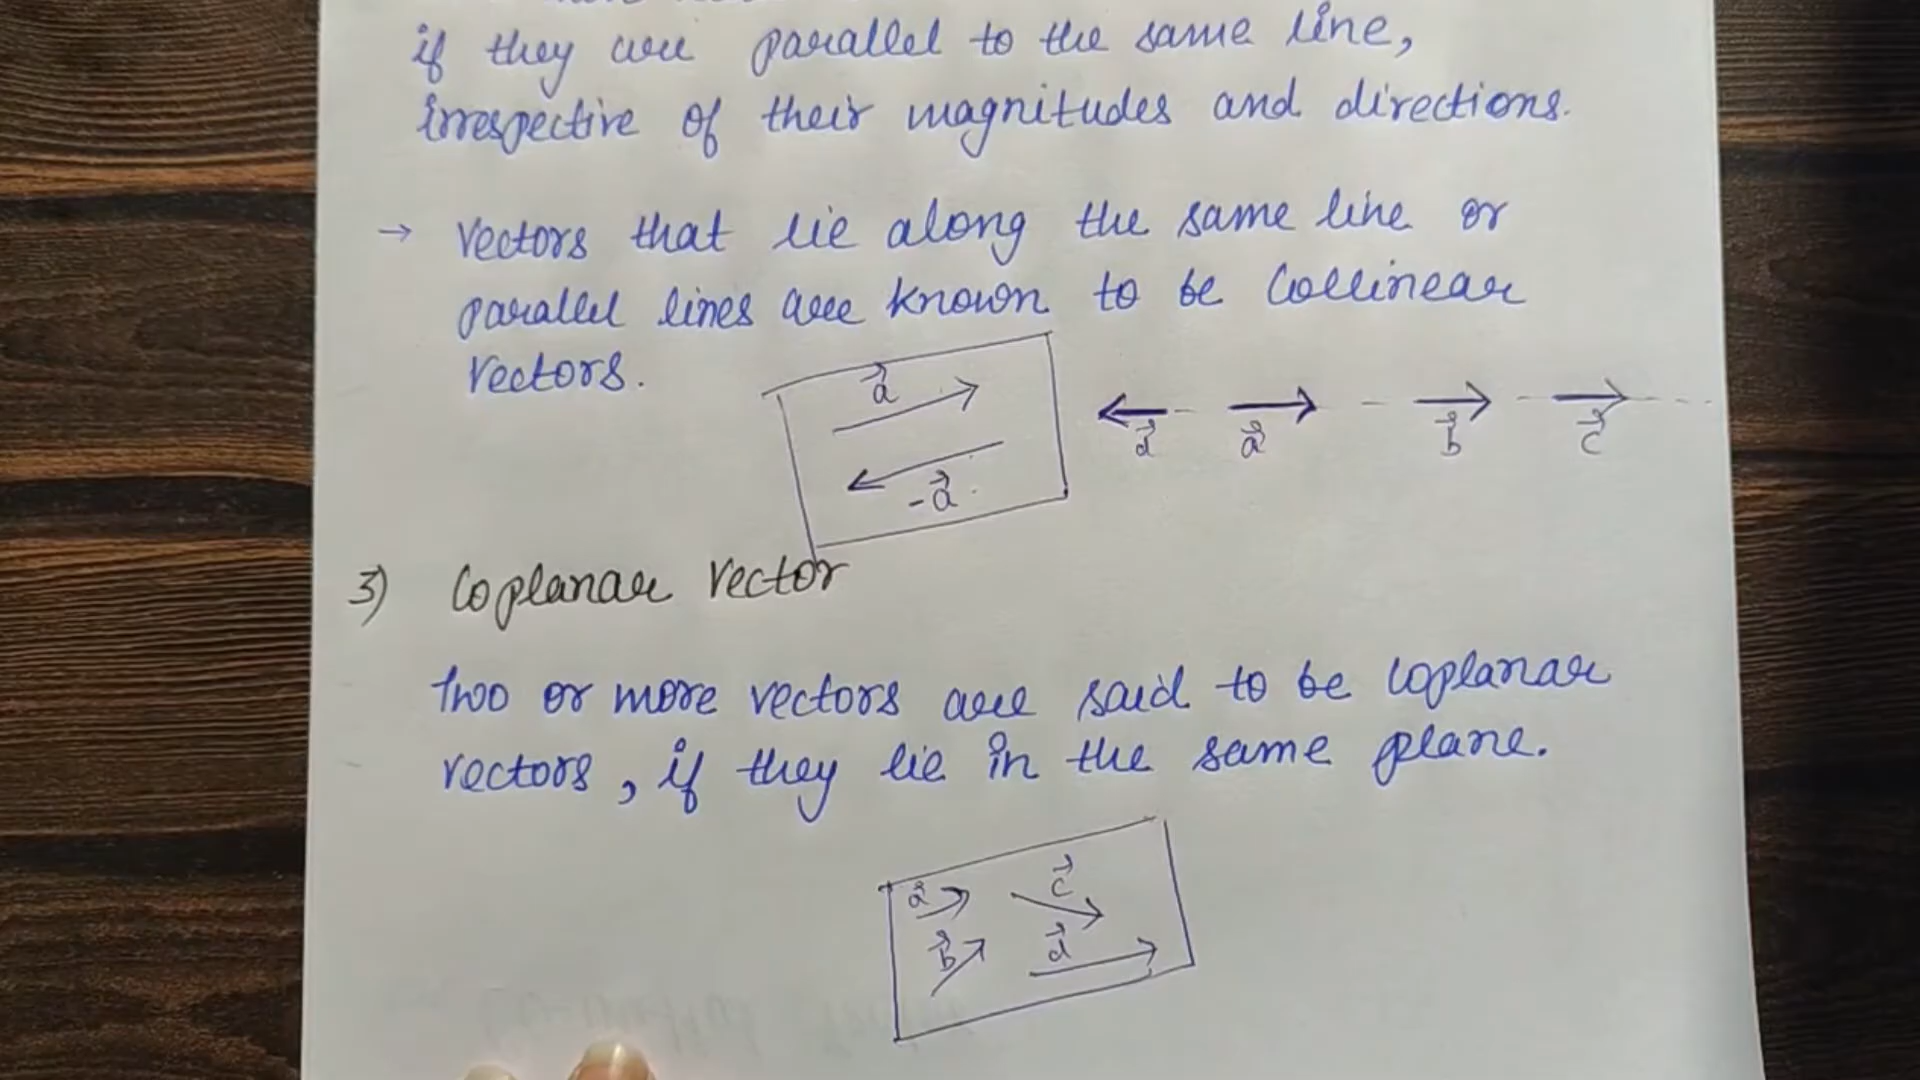 if they are parallel to the same line,
irrespective of their magnitudes and directions.
→ vectors that lie along the same line or
parallel lines are known to be Collinear
vectors.
a⃗
-a⃗
d⃗ a⃗ b⃗ c⃗
3) Coplanar vector
two or more vectors are said to be coplanar
vectors, if they lie in the same plane.
a⃗ c⃗
b⃗ d⃗